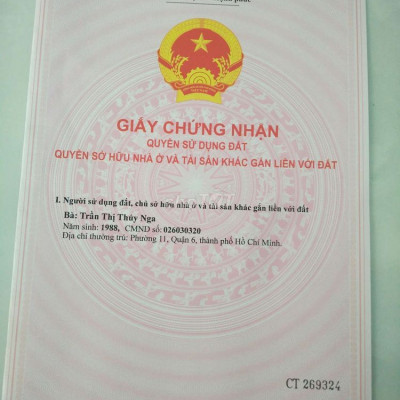 GIẤY CHỨNG NHẬN
QUYỀN SỬ DỤNG ĐẤT
QUYỀN SỞ HỮU NHÀ Ở VÀ TÀI SẢN KHÁC GẮN LIỀN VỚI ĐẤT
I. Người sử dụng đất, chủ sở hữu nhà ở và tài sản khác gắn liền với đất
Bà: Trần Thị Thúy Nga
Năm sinh: 1988, CMND số: 026030320
Địa chỉ thường trú: Phường 11, Quận 6, thành phố Hồ Chí Minh.
CT 269324